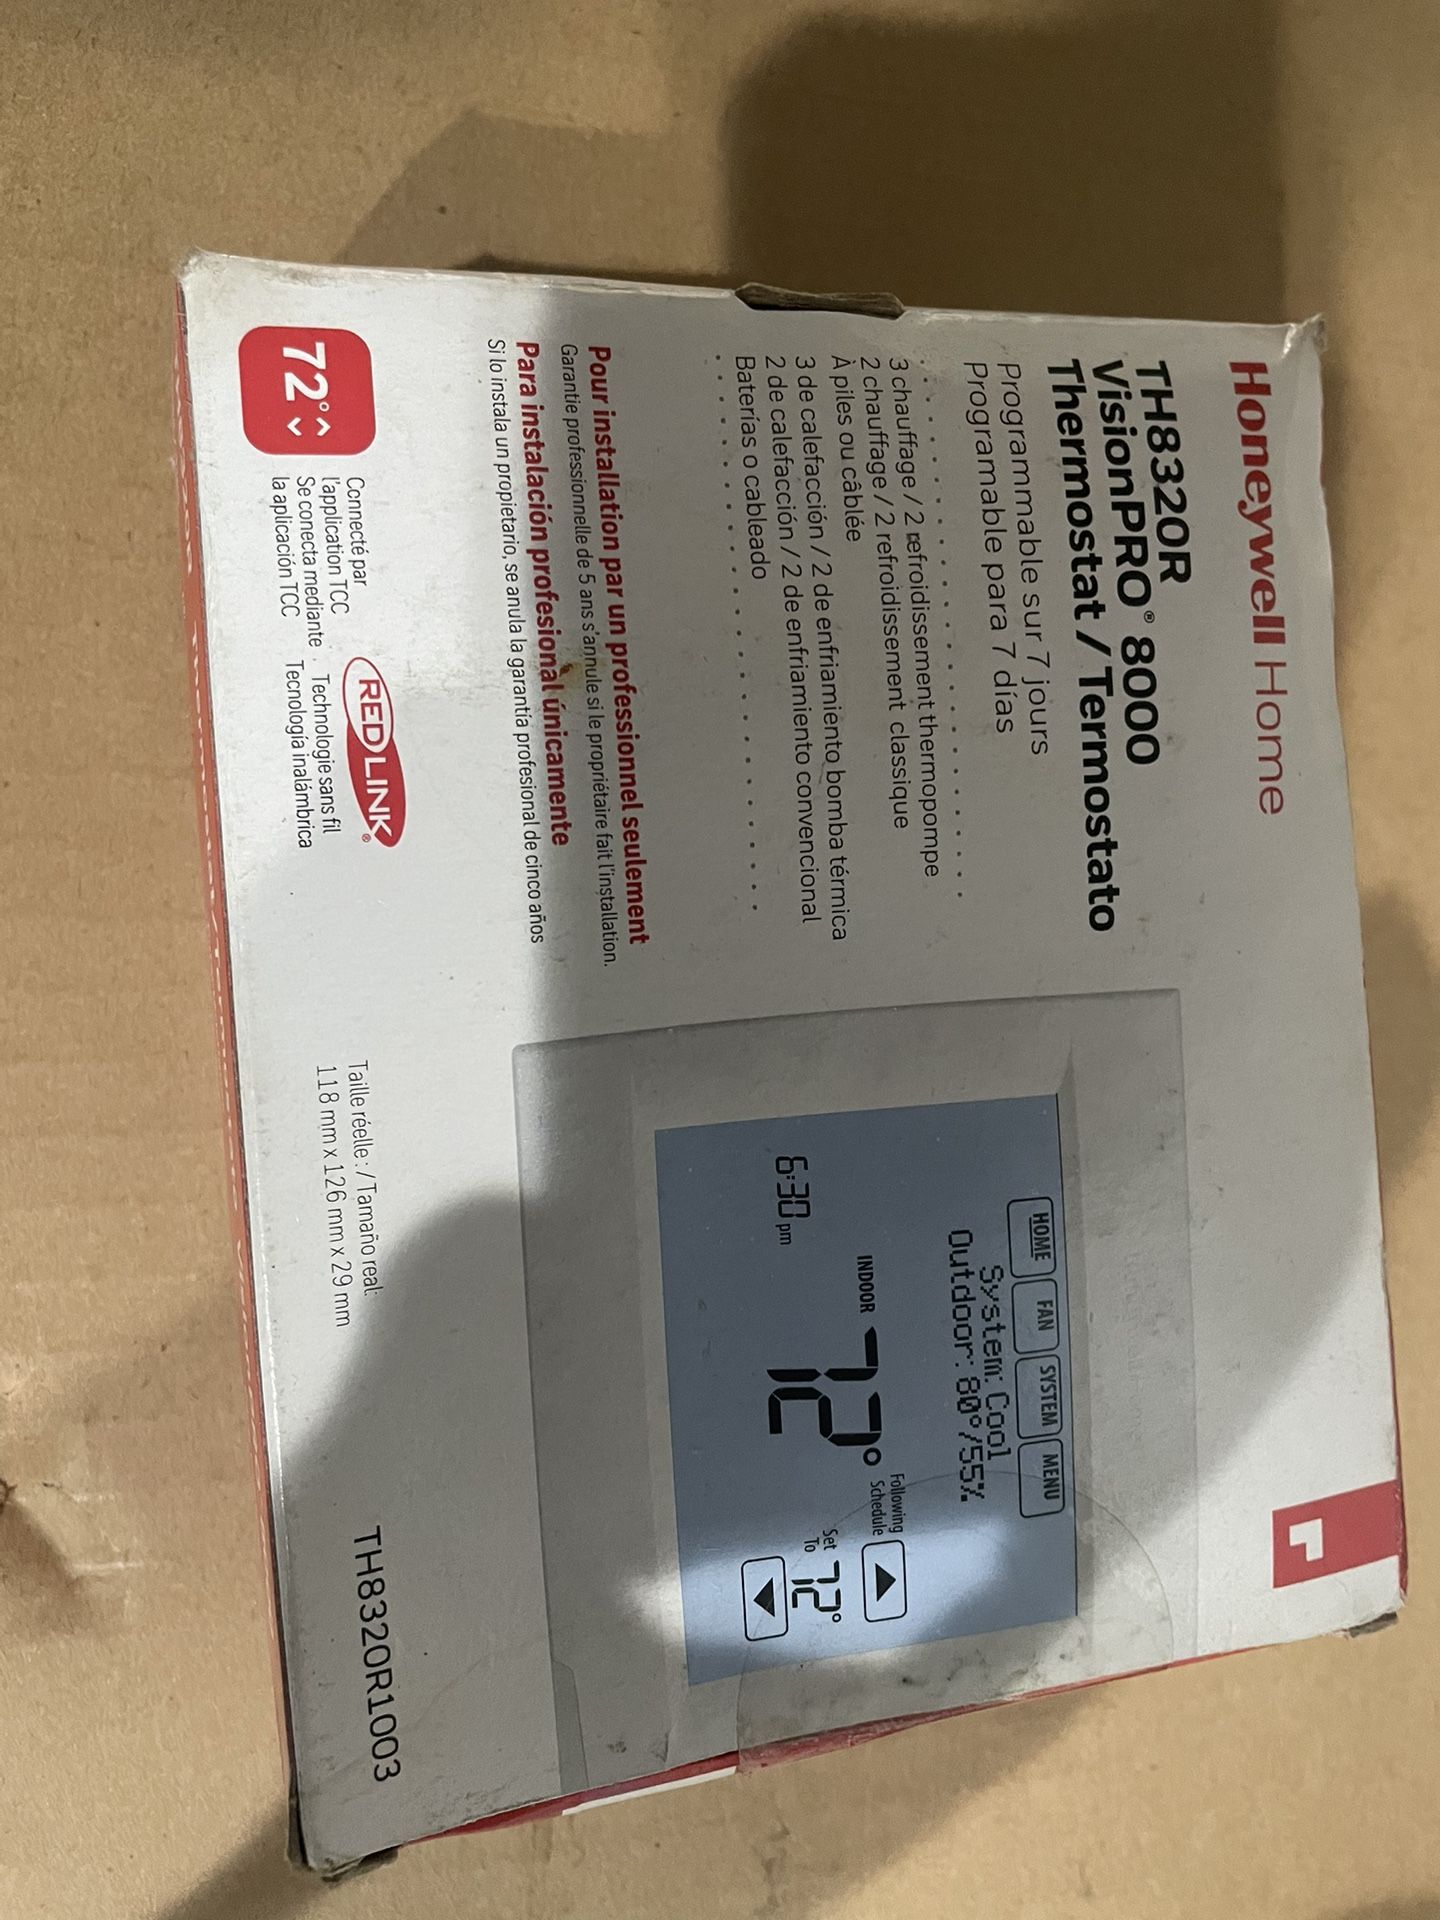 Honeywell Home
TH8320R
VisionPRO® 8000
Thermostat / Termostato
Programmable sur 7 jours
Programable para 7 días
3 chauffage / 2 refroidissement thermopompe
2 chauffage / 2 refroidissement classique
À piles ou câblée
3 de calefacción / 2 de enfriamiento bomba térmica
2 de calefacción / 2 de enfriamiento convencional
Baterías o cableado
Pour installation par un professionnel seulement
Garantie professionnelle de 5 ans s'annule si le propriétaire fait l'installation.
Para instalación profesional únicamente
Si lo instala un propietario, se anula la garantía profesional de cinco años
72°
Connecté par
l'application TCC
Se conecta mediante
la aplicación TCC
REDLINK®
Technologie sans fil
Tecnología inalámbrica
HOME FAN SYSTEM MENU
System: Cool
Outdoor: 80°/55%
Following
Schedule
INDOOR 72°
Set
To 72°
6:30 pm
Taille réelle : / Tamaño real:
118 mm x 126 mm x 29 mm
TH8320R1003